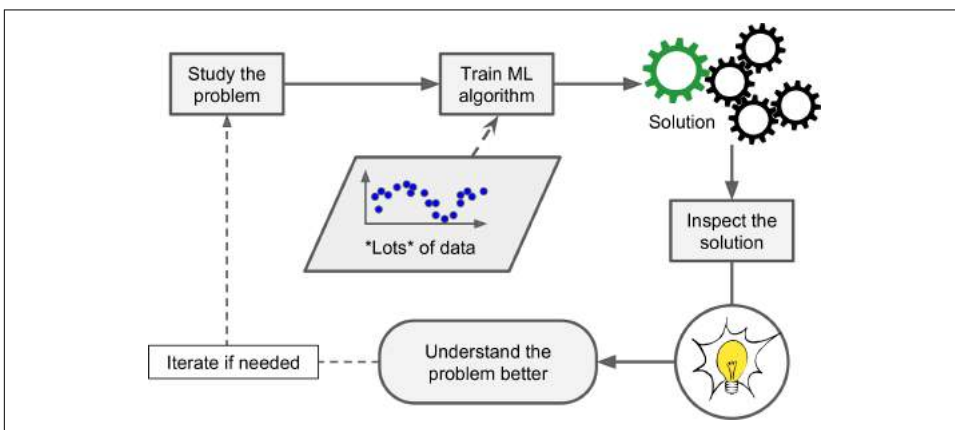 Study the
problem
Train ML
algorithm
Solution
*Lots* of data
Inspect the
solution
Understand the
problem better
Iterate if needed